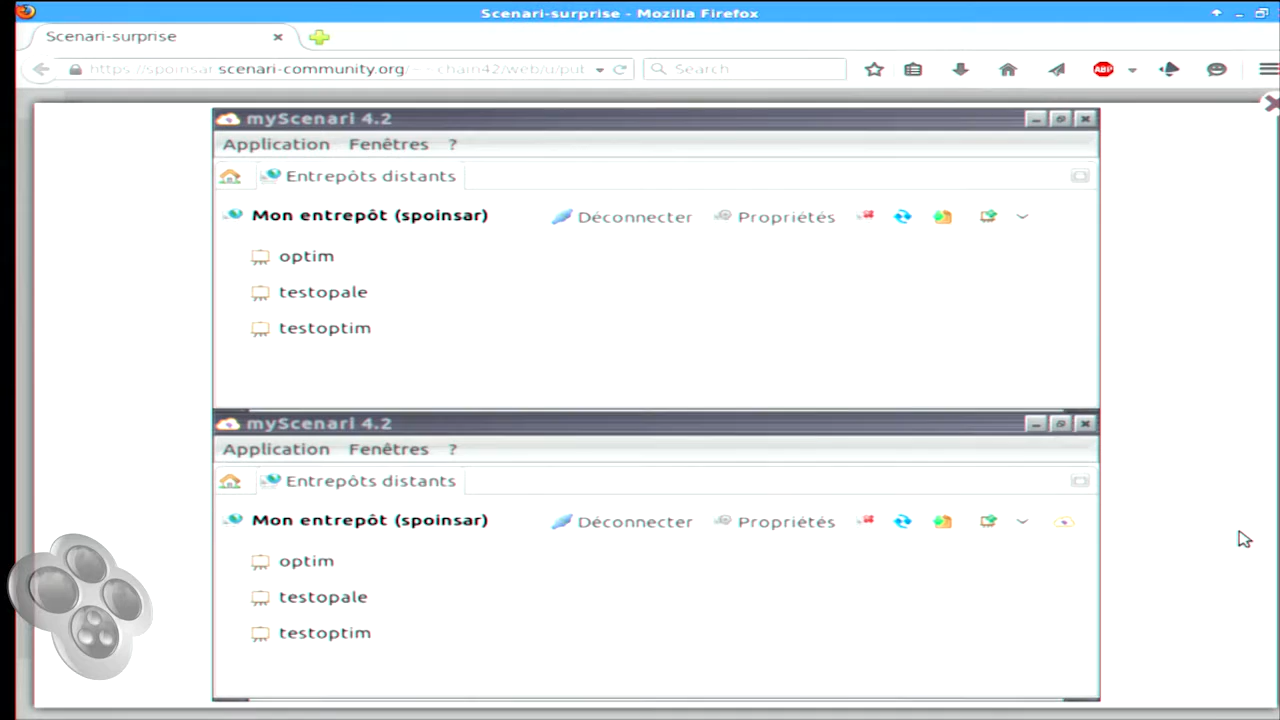 Scenari-surprise - Mozilla Firefox
Scenari-surprise
scenari-community.org
Search
ABP
myScenari 4.2
Application Fenêtres ?
Entrepôts distants
Mon entrepôt (spoinsar) Déconnecter Propriétés
optim
testopale
testoptim
myScenari 4.2
Application Fenêtres ?
Entrepôts distants
Mon entrepôt (spoinsar) Déconnecter Propriétés
optim
testopale
testoptim